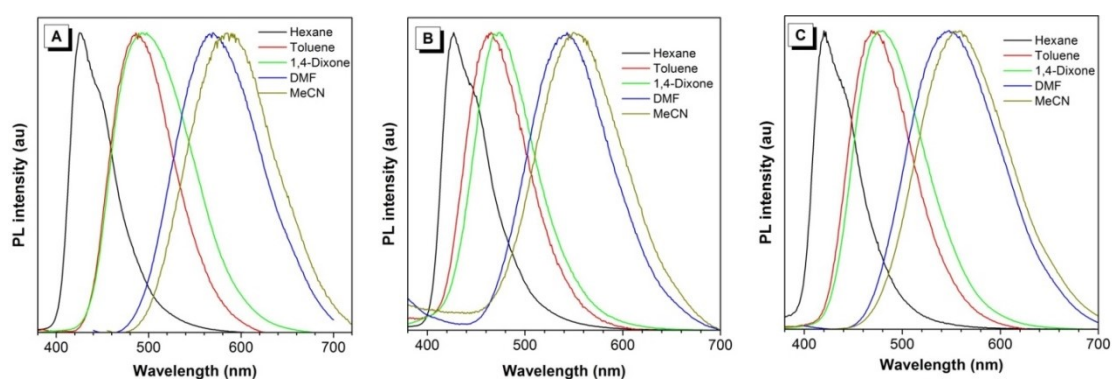 A
Hexane
Toluene
1,4-Dixone
DMF
MeCN
PL intensity (au)
400 500 600 700
Wavelength (nm)
B
Hexane
Toluene
1,4-Dixone
DMF
MeCN
PL intensity (au)
400 500 600 700
Wavelength (nm)
C
Hexane
Toluene
1,4-Dixone
DMF
MeCN
PL intensity (au)
400 500 600 700
Wavelength (nm)